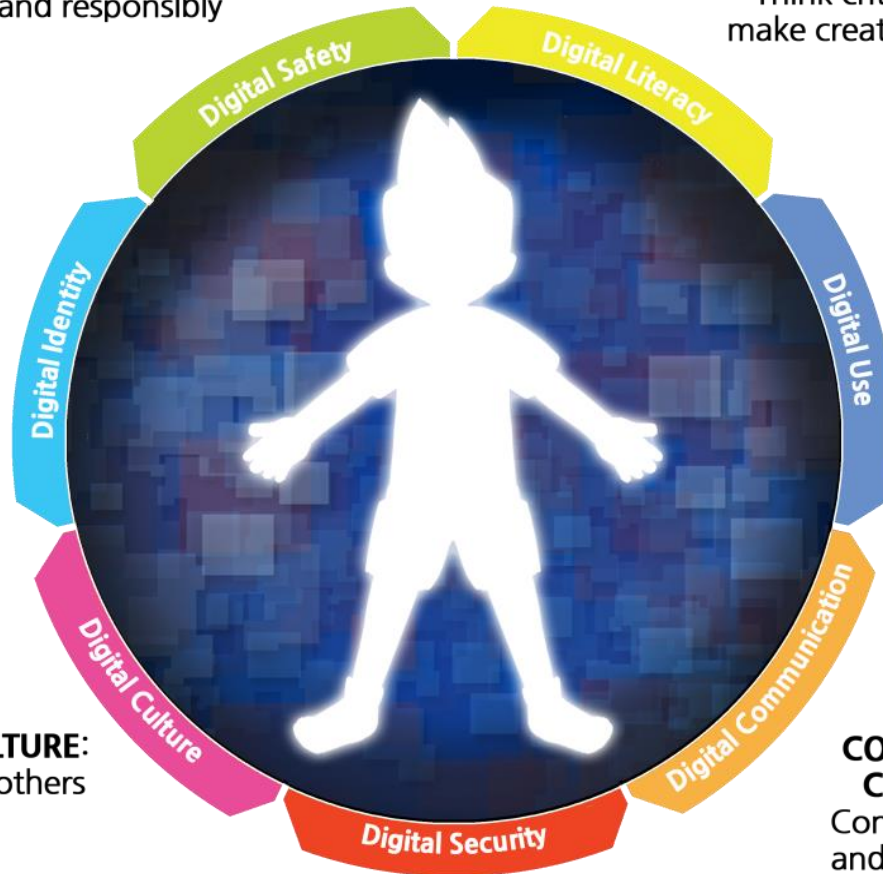 and responsibly
make creat
Digital Safety
Digital Literacy
Digital Identity
Digital Use
Digital Culture
Digital Communication
Digital Security
LTURE:
others
CO
C
Con
and